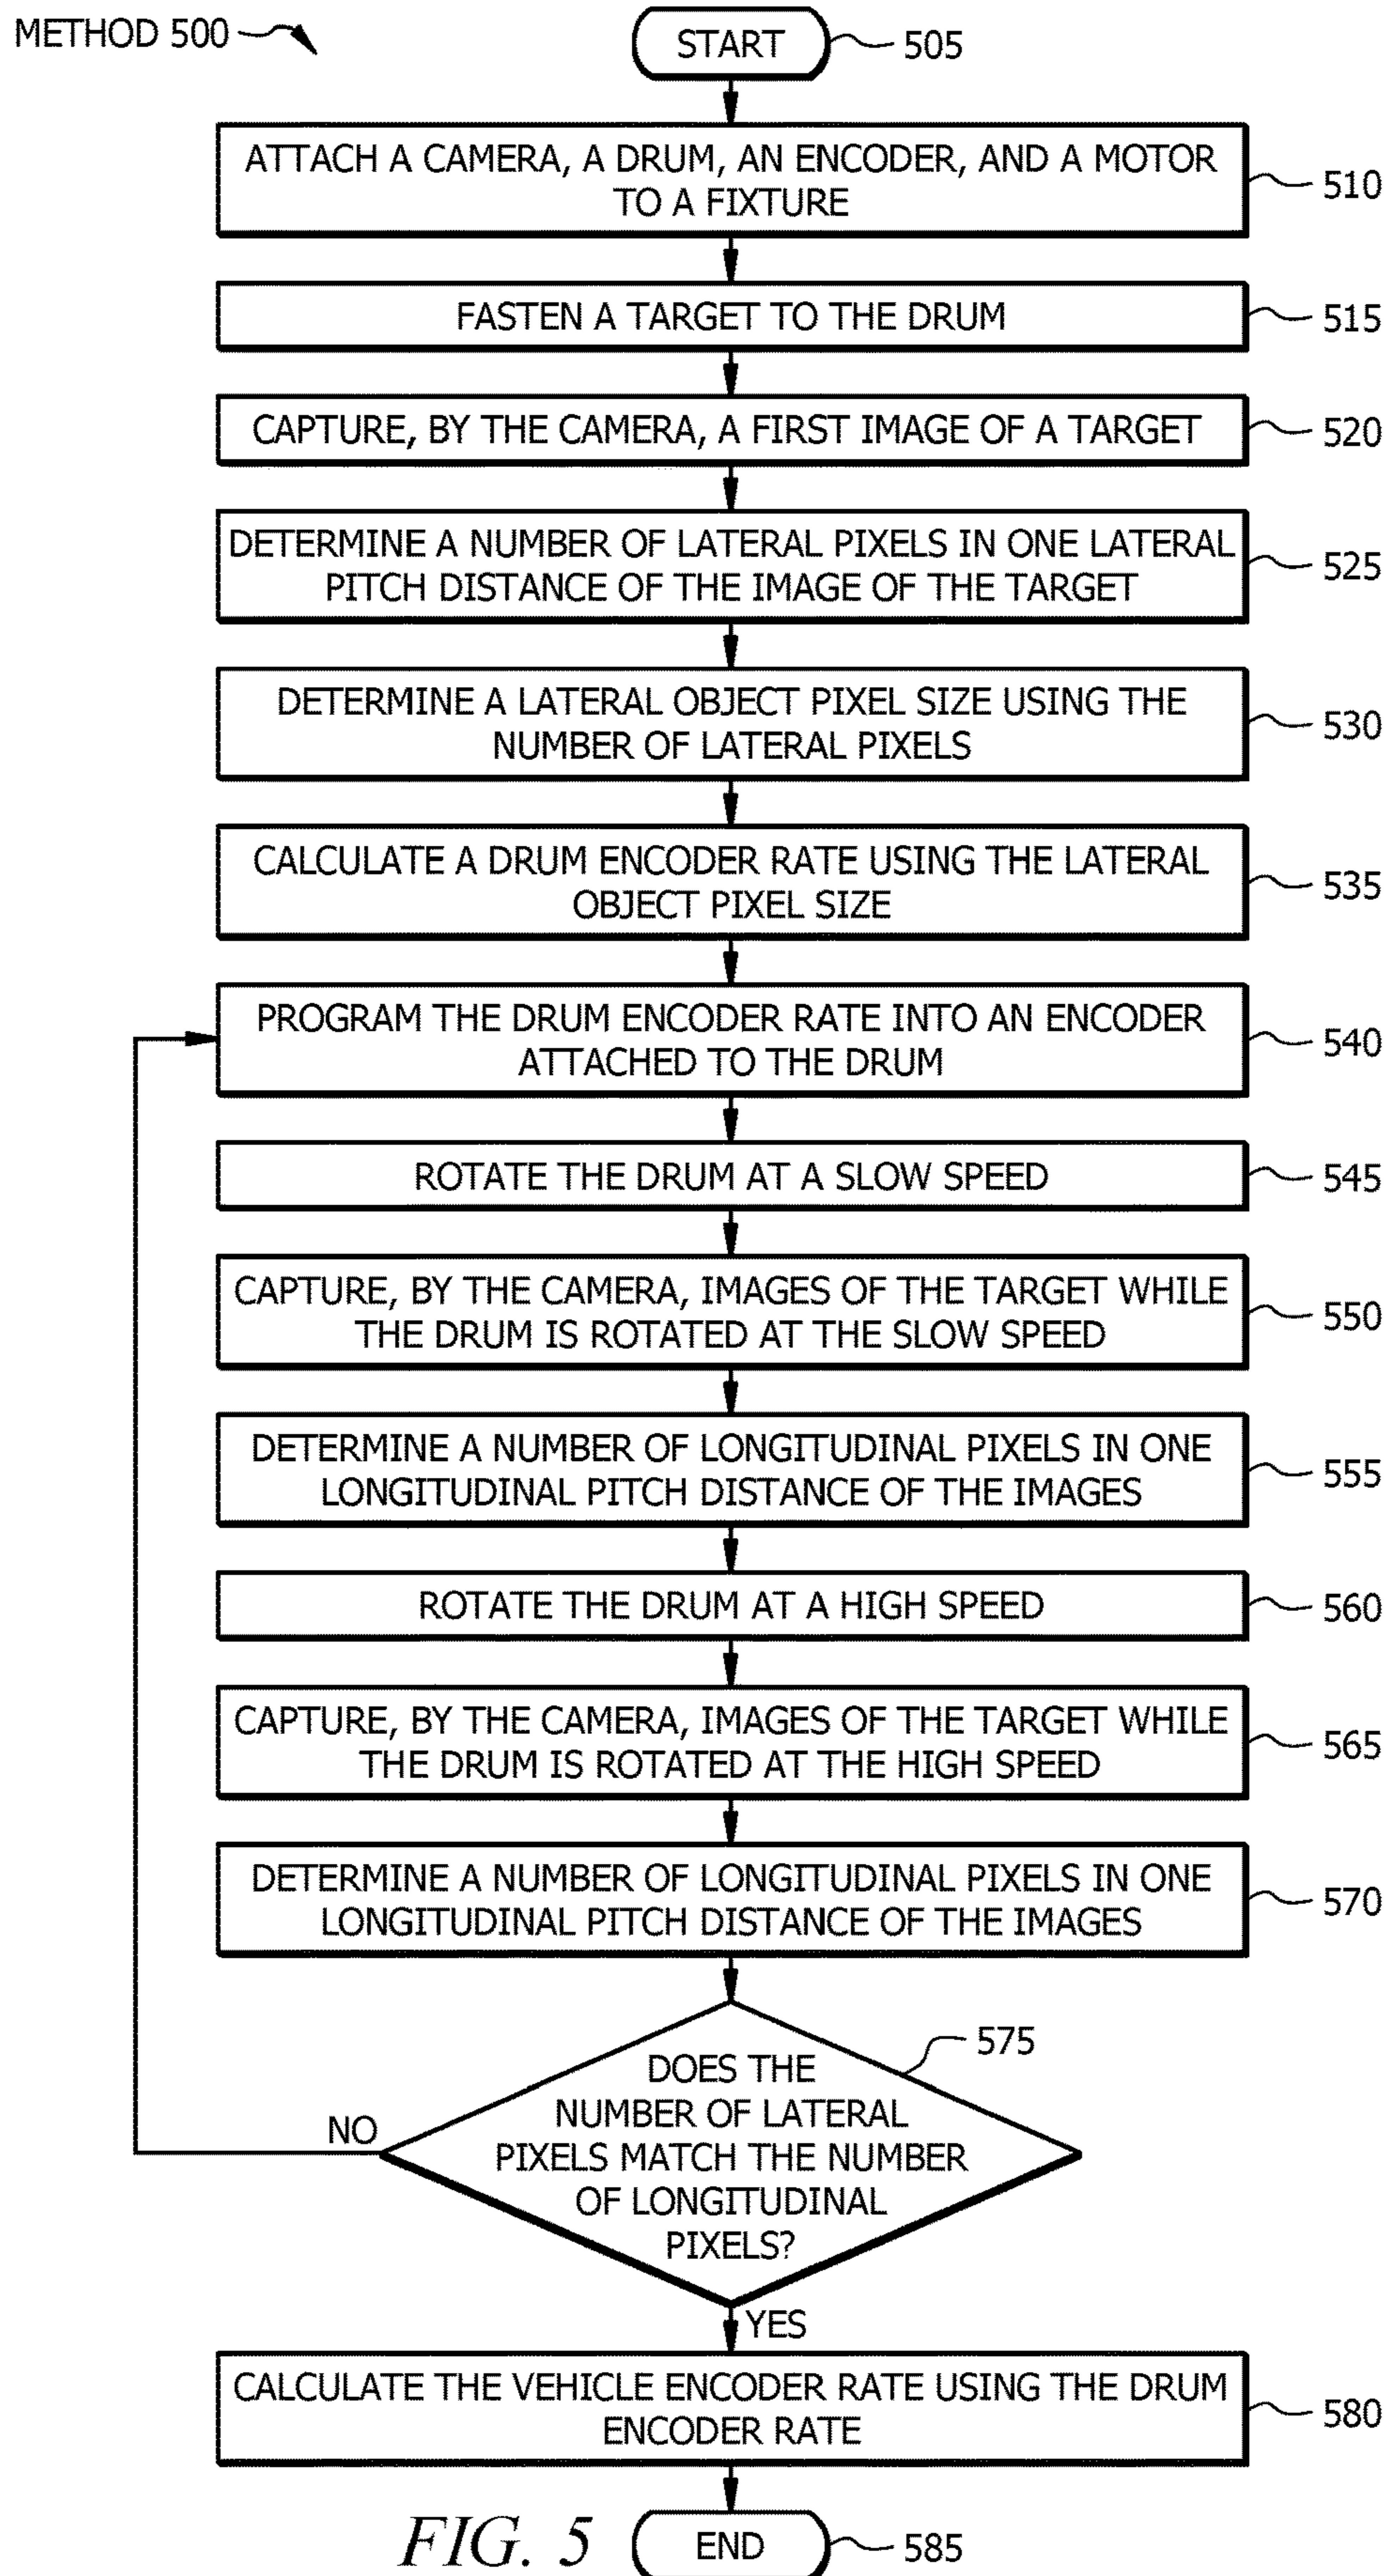 METHOD 500
START
505
ATTACH A CAMERA, A DRUM, AN ENCODER, AND A MOTOR
TO A FIXTURE
510
FASTEN A TARGET TO THE DRUM
515
CAPTURE, BY THE CAMERA, A FIRST IMAGE OF A TARGET
520
DETERMINE A NUMBER OF LATERAL PIXELS IN ONE LATERAL
PITCH DISTANCE OF THE IMAGE OF THE TARGET
525
DETERMINE A LATERAL OBJECT PIXEL SIZE USING THE
NUMBER OF LATERAL PIXELS
530
CALCULATE A DRUM ENCODER RATE USING THE LATERAL
OBJECT PIXEL SIZE
535
PROGRAM THE DRUM ENCODER RATE INTO AN ENCODER
ATTACHED TO THE DRUM
540
ROTATE THE DRUM AT A SLOW SPEED
545
CAPTURE, BY THE CAMERA, IMAGES OF THE TARGET WHILE
THE DRUM IS ROTATED AT THE SLOW SPEED
550
DETERMINE A NUMBER OF LONGITUDINAL PIXELS IN ONE
LONGITUDINAL PITCH DISTANCE OF THE IMAGES
555
ROTATE THE DRUM AT A HIGH SPEED
560
CAPTURE, BY THE CAMERA, IMAGES OF THE TARGET WHILE
THE DRUM IS ROTATED AT THE HIGH SPEED
565
DETERMINE A NUMBER OF LONGITUDINAL PIXELS IN ONE
LONGITUDINAL PITCH DISTANCE OF THE IMAGES
570
575
DOES THE
NUMBER OF LATERAL
PIXELS MATCH THE NUMBER
OF LONGITUDINAL
PIXELS?
NO
YES
CALCULATE THE VEHICLE ENCODER RATE USING THE DRUM
ENCODER RATE
580
FIG. 5
END
585